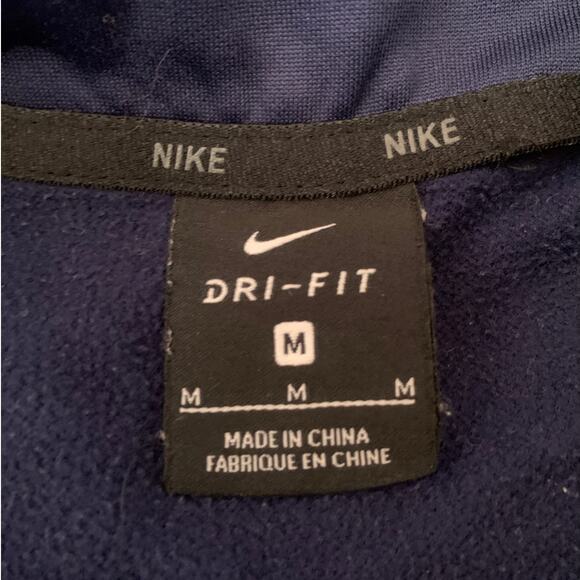 NIKE NIKE
DRI-FIT
M
M M M
MADE IN CHINA
FABRIQUE EN CHINE